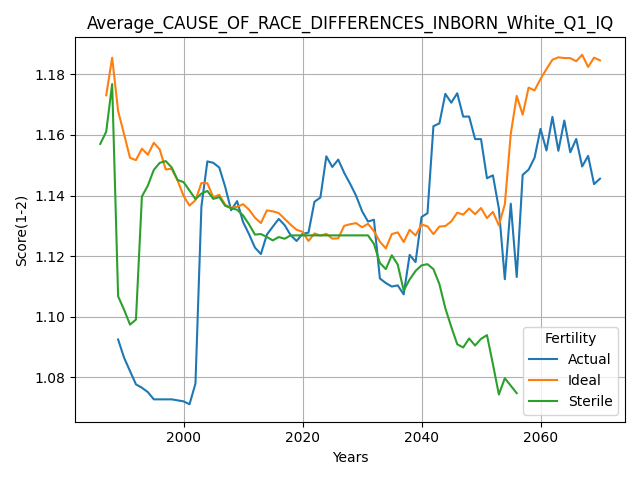 Average_CAUSE_OF_RACE_DIFFERENCES_INBORN_White_Q1_IQ
1.18
1.16
1.14
1.12
1.10
1.08
Score(1-2)
2000
2020
2040
2060
Years
Fertility
Actual
Ideal
Sterile